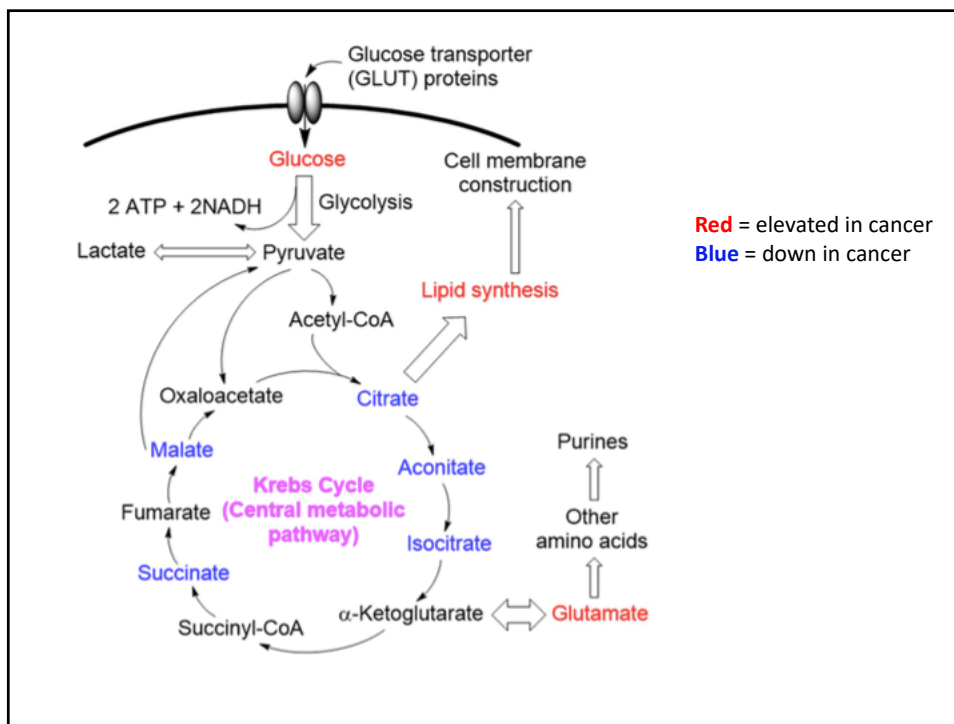 Glucose transporter
(GLUT) proteins
Glucose
Cell membrane
construction
2 ATP + 2NADH
Glycolysis
Red = elevated in cancer
Blue = down in cancer
Lactate
Pyruvate
Lipid synthesis
Acetyl-CoA
Oxaloacetate
Citrate
Malate
Aconitate
Purines
Krebs Cycle
(Central metabolic
pathway)
Fumarate
Isocitrate
Other
amino acids
Succinate
α-Ketoglutarate
Glutamate
Succinyl-CoA